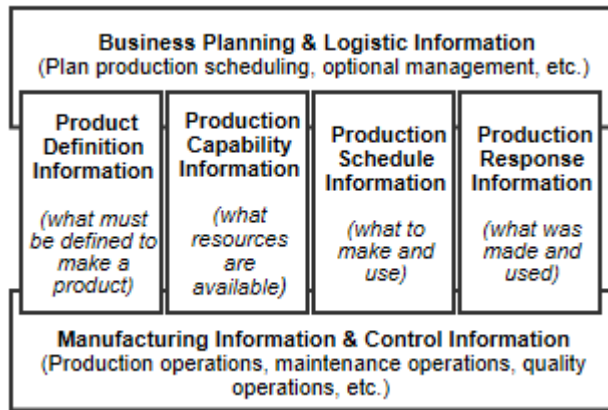 Business Planning & Logistic Information
(Plan production scheduling, optional management, etc.)
Product
Definition
Information
(what must
be defined to
make a
product)
Production
Capability
Information
(what
resources
are
available)
Production
Schedule
Information
(what to
make and
use)
Production
Response
Information
(what was
made and
used)
Manufacturing Information & Control Information
(Production operations, maintenance operations, quality
operations, etc.)